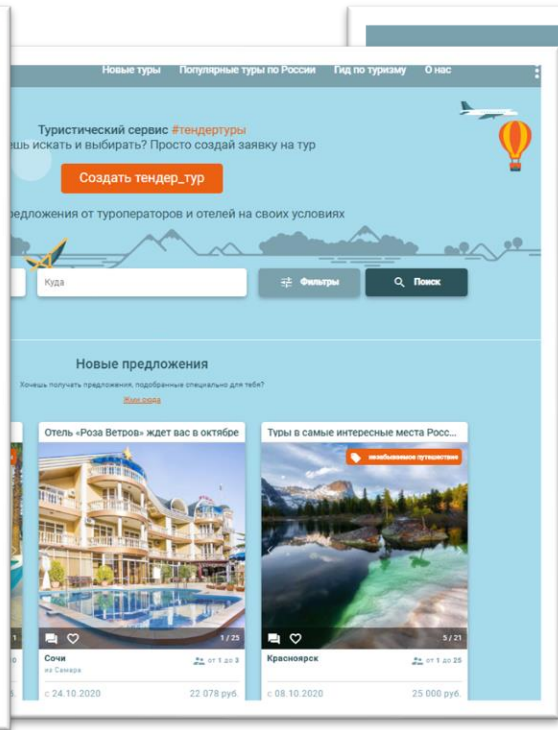 Новые туры Популярные туры по России Гид по туризму О нас
Туристический сервис #тендертуры
ешь искать и выбирать? Просто создай заявку на тур
Создать тендер_тур
редложения от туроператоров и отелей на своих условиях
Куда Фильтры Поиск
Новые предложения
Хочешь получать предложения, подобранные специально для тебя?
Жми сюда
Отель «Роза Ветров» ждет вас в октябре
Туры в самые интересные места Росс...
незабываемое путешествие
1 / 25
5 / 21
Сочи от 1 до 3
из Самара
Красноярск от 1 до 25
с 24.10.2020 22 078 руб.
с 08.10.2020 25 000 руб.